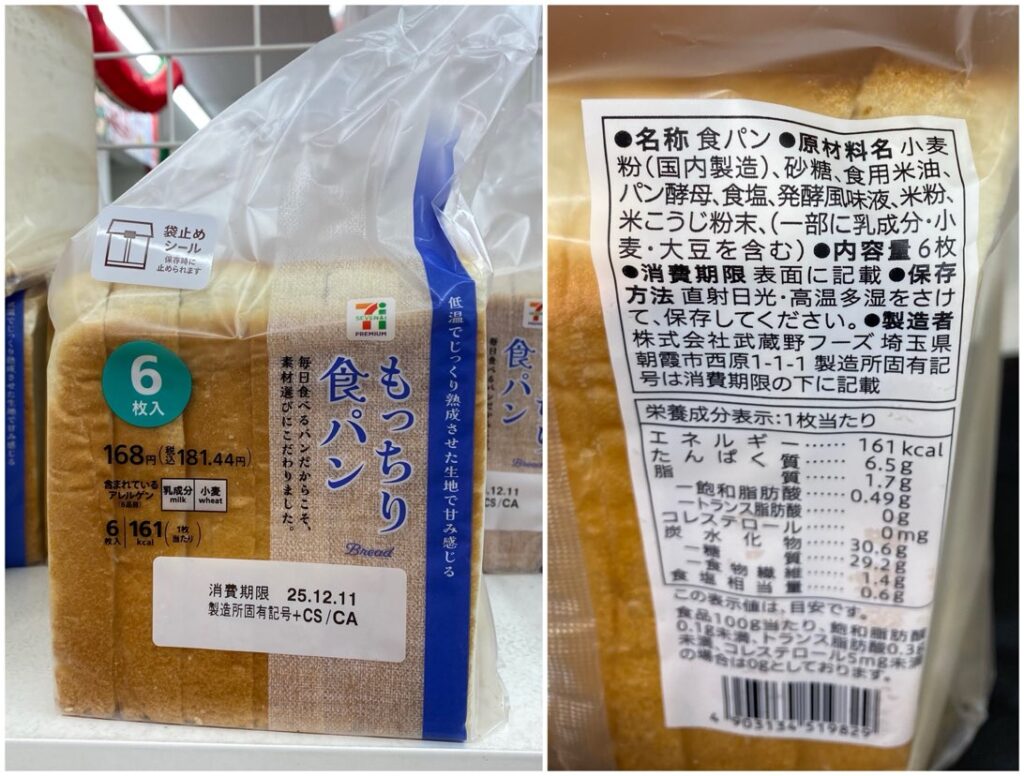 袋止め
シール
保存時に
止められます
7i
SEVEN&i
PREMIUM
低温でじっくり熟成させた生地で甘み感じる
もっちり
食パン
毎日食べるパンだからこそ、
素材選びにこだわりました。
Bread
6
枚入
168円(税込181.44円)
含まれている
アレルゲン
(8品目)
乳成分 小麦
milk wheat
6枚入 161kcal (1枚当たり)
消費期限 25.12.11
製造所固有記号+CS/CA
食パン
Bread
.12.11
CS/CA
●名称 食パン ●原材料名 小麦
粉(国内製造)、砂糖、食用米油、
パン酵母、食塩、発酵風味液、米粉、
米こうじ粉末、(一部に乳成分・小
麦・大豆を含む) ●内容量 6枚
●消費期限 表面に記載 ●保存
方法 直射日光・高温多湿をさけ
て、保存してください。●製造者
株式会社武蔵野フーズ 埼玉県
朝霞市西原1-1-1 製造所固有記
号は消費期限の下に記載
栄養成分表示:1枚当たり
エネルギー…… 161kcal
たんぱく質…… 6.5g
脂質…… 1.7g
―飽和脂肪酸…… 0.49g
―トランス脂肪酸…… 0g
コレステロール…… 0mg
炭水化物…… 30.6g
―糖質…… 29.2g
―食物繊維…… 1.4g
食塩相当量…… 0.6g
この表示値は、目安です。
食品100g当たり、飽和脂肪酸
0.1g未満、トランス脂肪酸0.3g
未満、コレステロール5mg未満
の場合は0gとしております。
4 903134 519829